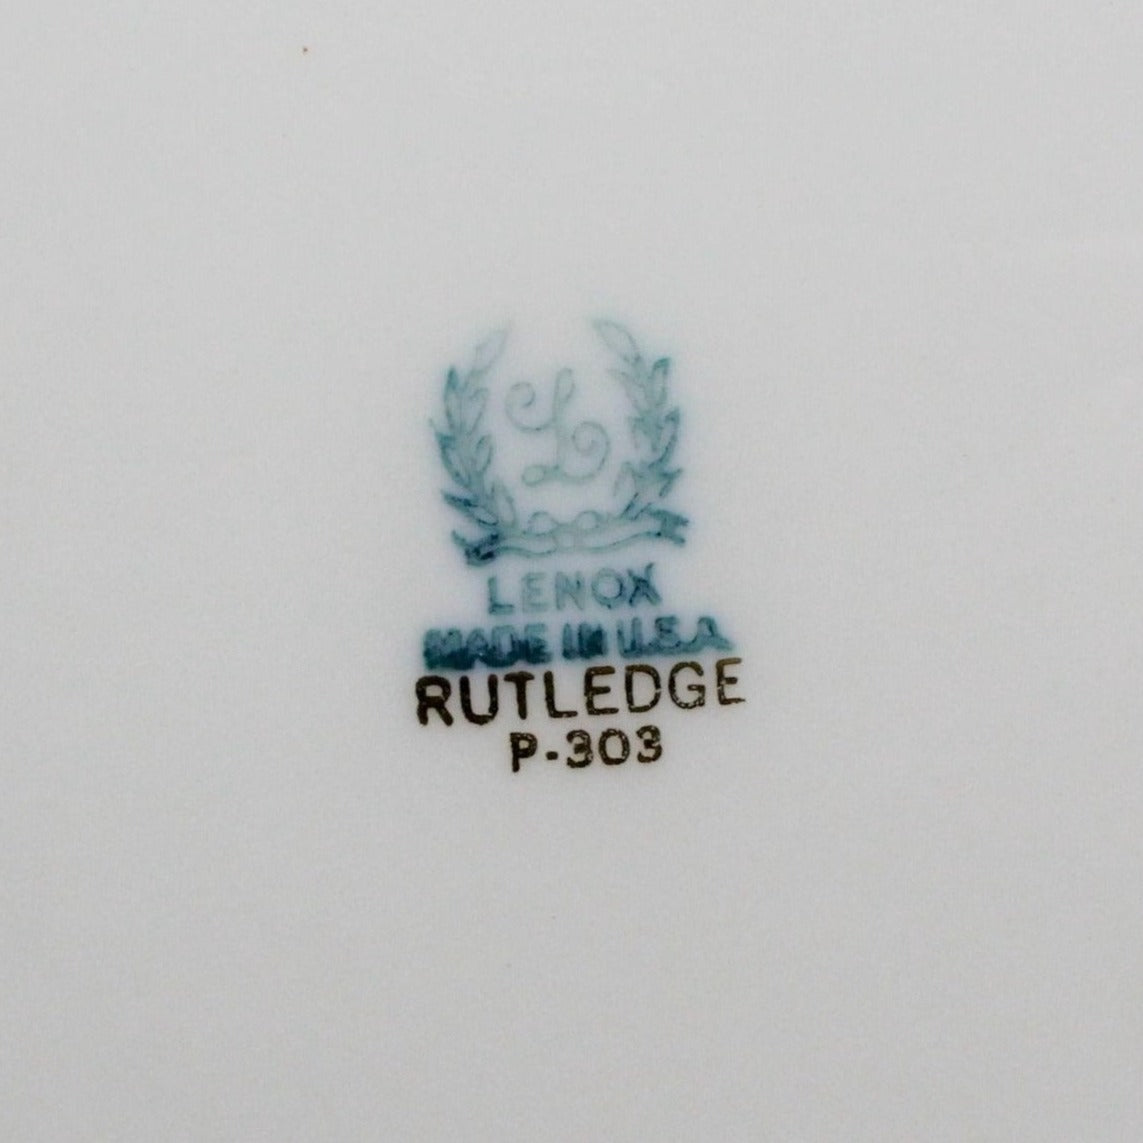 L
LENOX
MADE IN U.S.A
RUTLEDGE
P-303